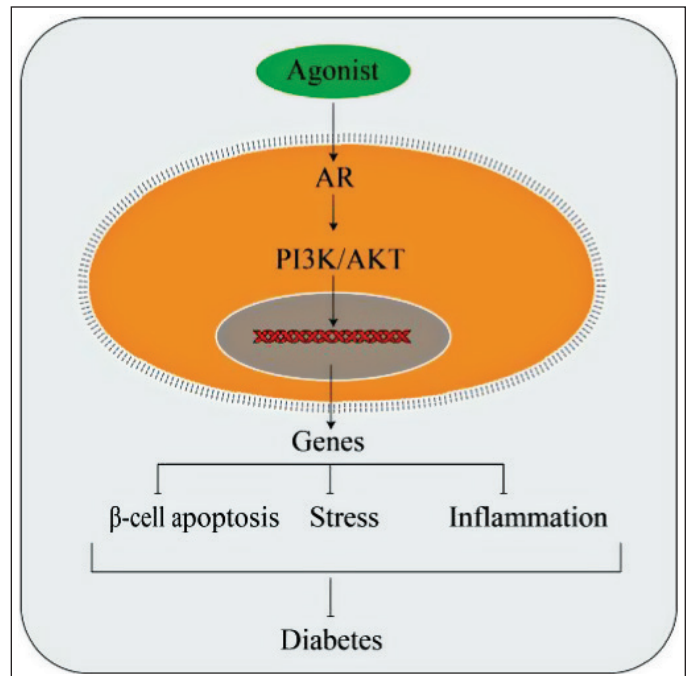 Agonist
AR
PI3K/AKT
Genes
β-cell apoptosis Stress Inflammation
Diabetes